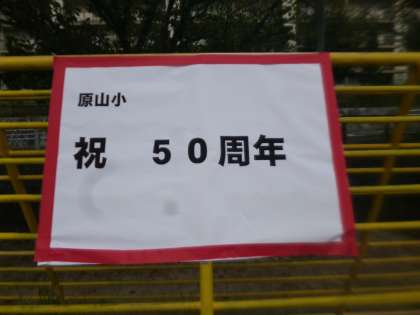 原山小
祝　５０周年